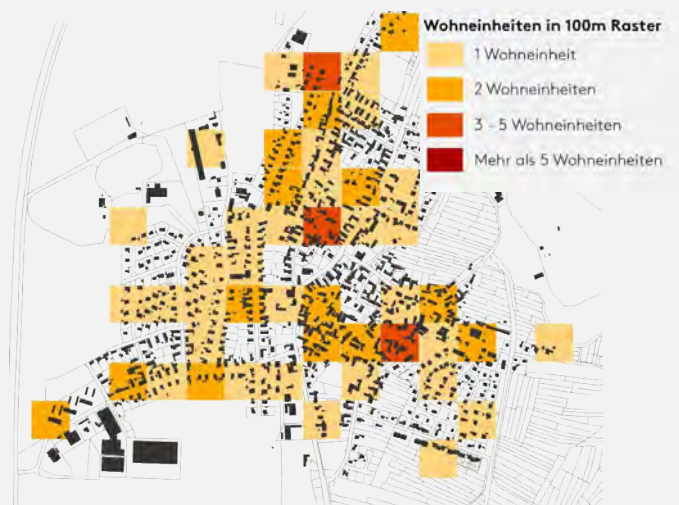 Wohneinheiten in 100m Raster
1 Wohneinheit
2 Wohneinheiten
3 - 5 Wohneinheiten
Mehr als 5 Wohneinheiten